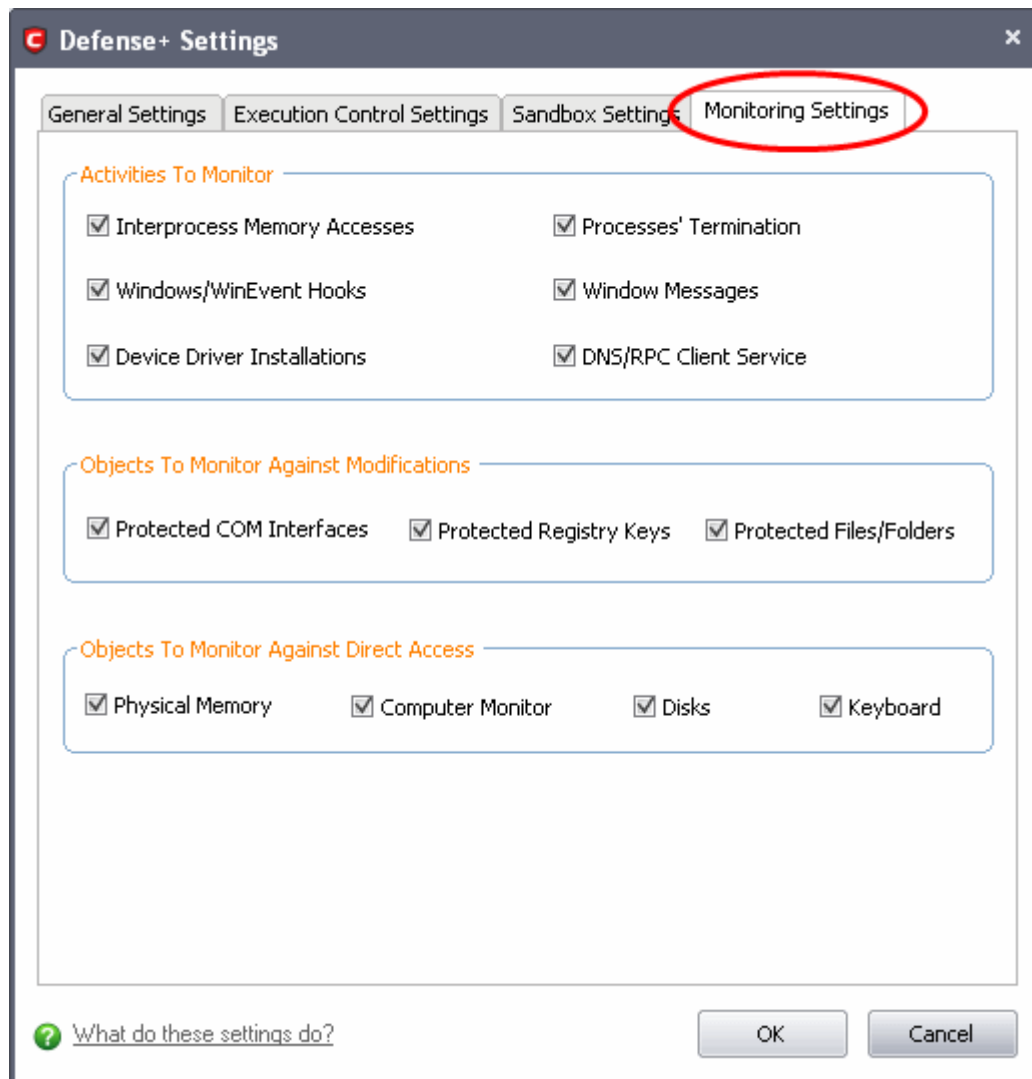 Defense+ Settings
General Settings
Execution Control Settings
Sandbox Settings
Monitoring Settings
Activities To Monitor
Interprocess Memory Accesses
Processes' Termination
Windows/WinEvent Hooks
Window Messages
Device Driver Installations
DNS/RPC Client Service
Objects To Monitor Against Modifications
Protected COM Interfaces
Protected Registry Keys
Protected Files/Folders
Objects To Monitor Against Direct Access
Physical Memory
Computer Monitor
Disks
Keyboard
What do these settings do?
OK
Cancel